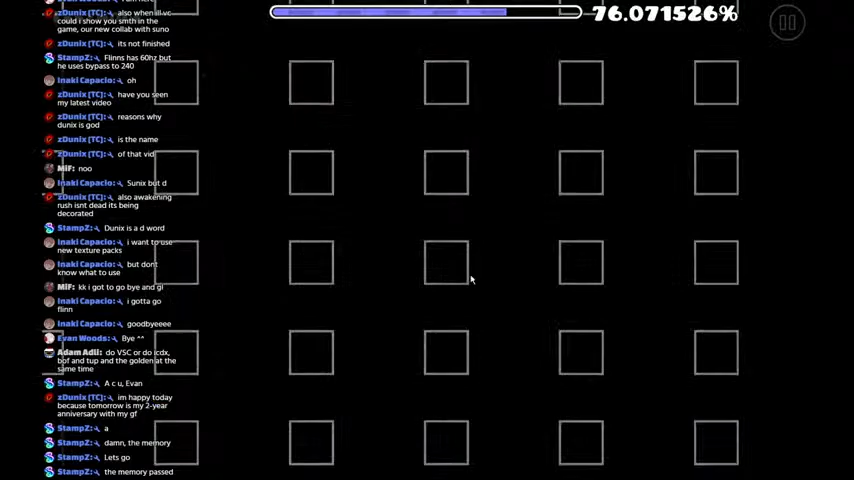 76.071526%
zDunix [TC]: also when ill vc
could i show you smth in the
game, our new collab with suno
zDunix [TC]: its not finished
StampZ: Flinns has 60hz but
he uses bypass to 240
Inaki Capacio: oh
zDunix [TC]: have you seen
my latest video
zDunix [TC]: reasons why
dunix is god
zDunix [TC]: is the name
zDunix [TC]: of that vid
MiF: noo
Inaki Capacio: Sunix but d
zDunix [TC]: also awakening
rush isnt dead its being
decorated
StampZ: Dunix is a d word
Inaki Capacio: i want to use
new texture packs
Inaki Capacio: but dont
know what to use
MiF: kk i got to go bye and gl
Inaki Capacio: i gotta go
flinn
Inaki Capacio: goodbyeeee
Evan Woods: Bye ^^
Adam Adli: do VSC or do icdx,
bof and tup and the golden at the
same time
StampZ: A c u, Evan
zDunix [TC]: im happy today
because tomorrow is my 2-year
anniversary with my gf
StampZ: a
StampZ: damn, the memory
StampZ: Lets go
StampZ: the memory passed